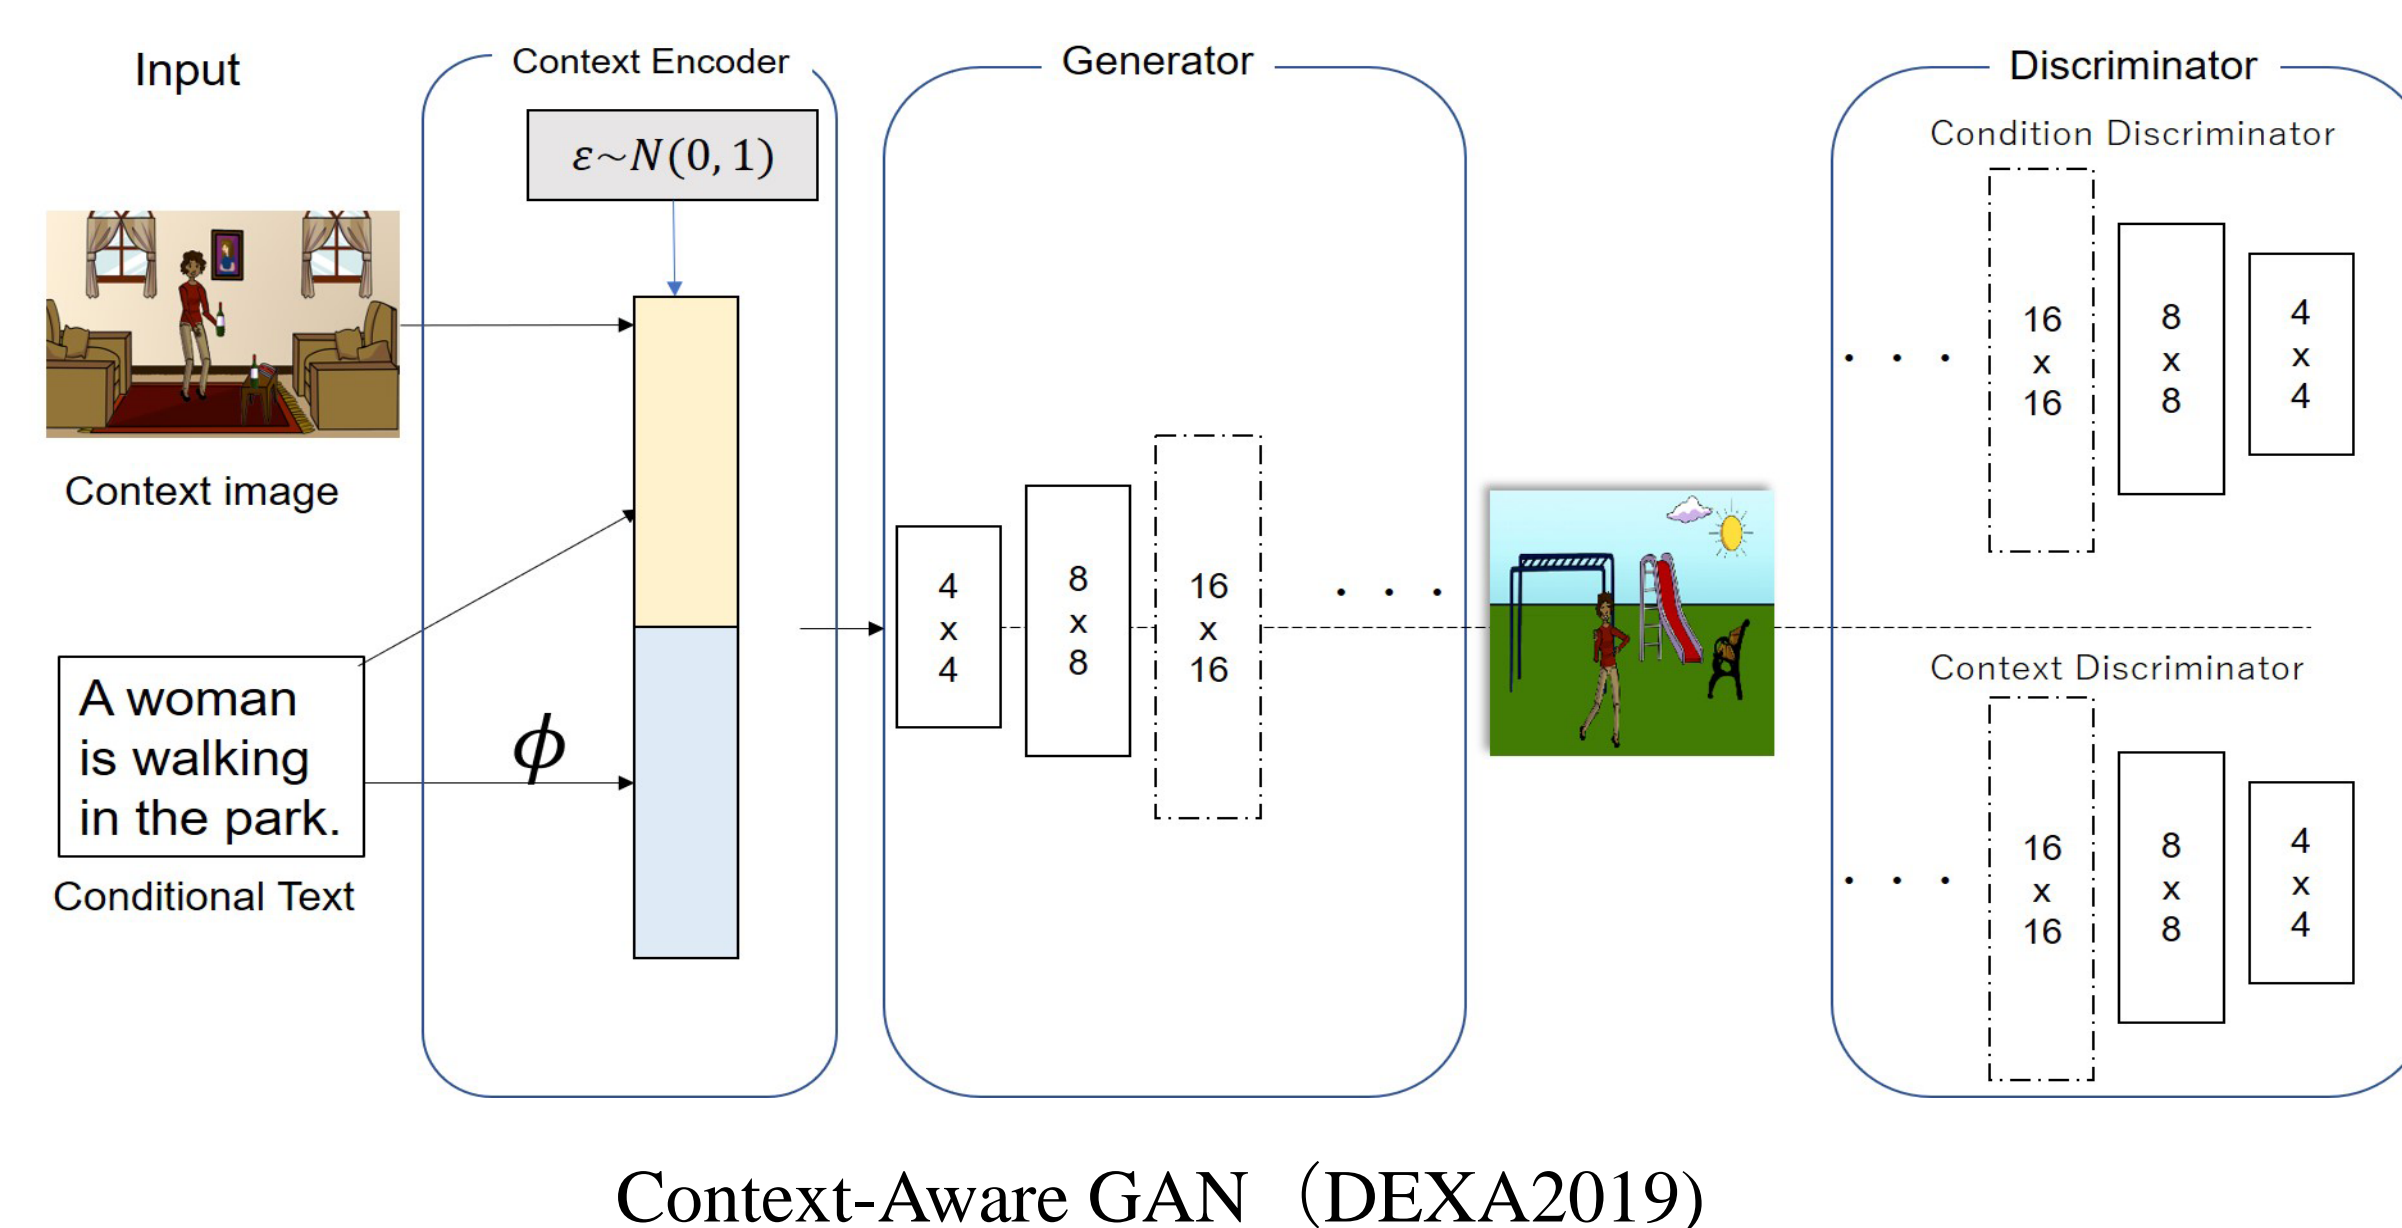 Input
Context Encoder
Generator
Discriminator
ε~N(0, 1)
Condition Discriminator
Context image
A woman
is walking
in the park.
Conditional Text
ϕ
4
x
4
8
x
8
16
x
16
. . .
. . .
16
x
16
8
x
8
4
x
4
Context Discriminator
. . .
16
x
16
8
x
8
4
x
4
Context-Aware GAN（DEXA2019)